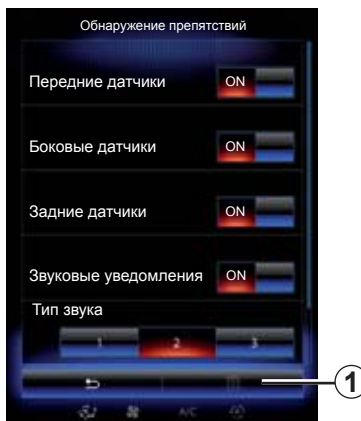 Обнаружение препятствий
Передние датчики ON
Боковые датчики ON
Задние датчики ON
Звуковые уведомления ON
Тип звука
1 2 3
1
A/C